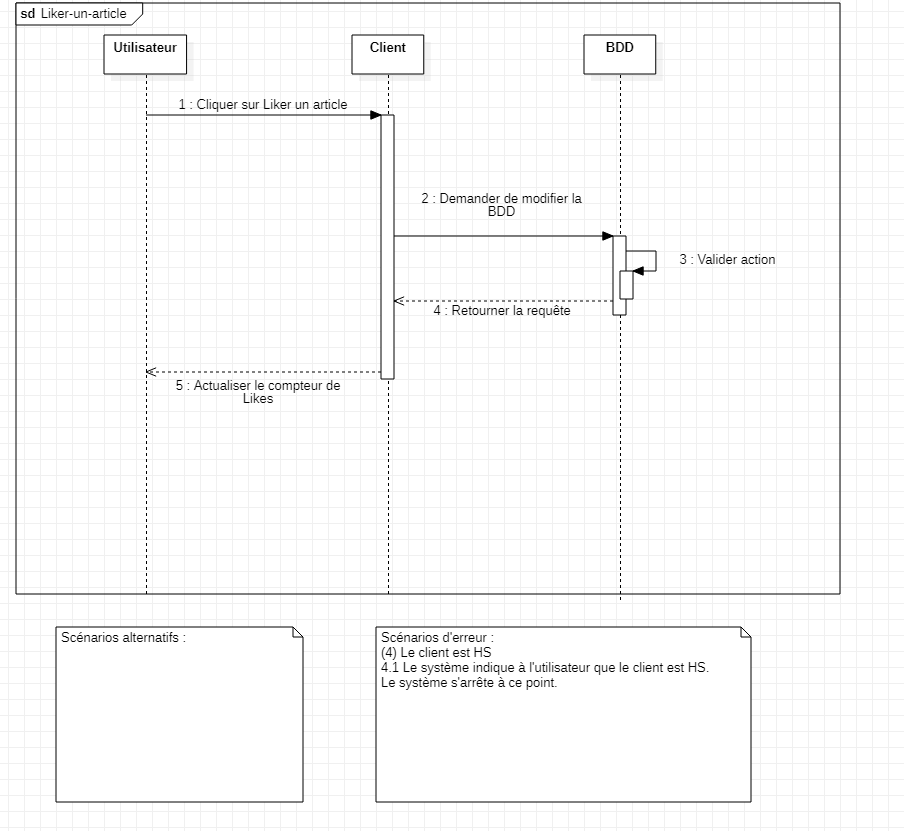 sd Liker-un-article
Utilisateur
Client
BDD
1 : Cliquer sur Liker un article
2 : Demander de modifier la
BDD
3 : Valider action
4 : Retourner la requête
5 : Actualiser le compteur de
Likes
Scénarios alternatifs :
Scénarios d'erreur :
(4) Le client est HS
4.1 Le système indique à l'utilisateur que le client est HS.
Le système s'arrête à ce point.